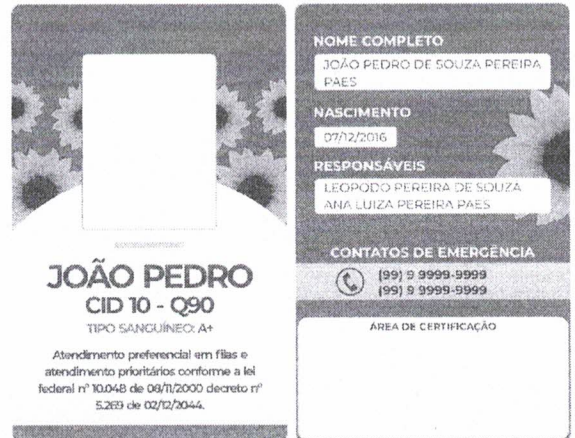 JOÃO PEDRO
CID 10 - Q90
TIPO SANGUÍNEO: A+
Atendimento preferencial em filas e
atendimento prioritários conforme a lei
federal nº 10.048 de 08/11/2000 decreto nº
5.269 de 02/12/2044.
NOME COMPLETO
JOÃO PEDRO DE SOUZA PEREIRA
PAES
NASCIMENTO
07/12/2016
RESPONSÁVEIS
LEOPODO PEREIRA DE SOUZA
ANA LUIZA PEREIRA PAES
CONTATOS DE EMERGÊNCIA
(99) 9 9999-9999
(99) 9 9999-9999
ÁREA DE CERTIFICAÇÃO